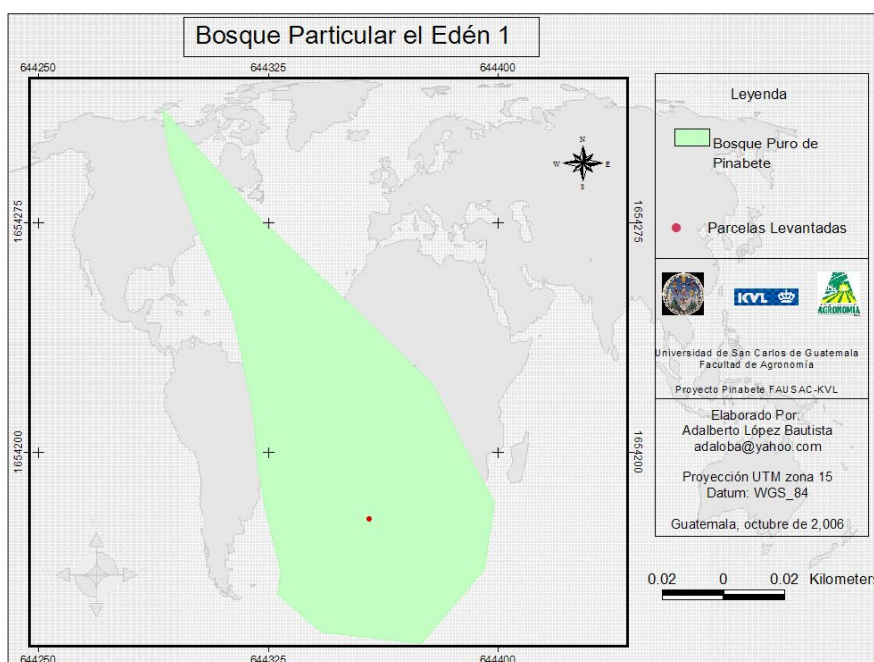 Bosque Particular el Edén 1
644250 644325 644400
N
W E
S
1654275 1654275
1654200 1654200
644250 644325 644400
Leyenda
Bosque Puro de
Pinabete
Parcelas Levantadas
KVL
AGRONOMÍA
Universidad de San Carlos de Guatemala
Facultad de Agronomía
Proyecto Pinabete FAUSAC-KVL
Elaborado Por:
Adalberto López Bautista
adaloba@yahoo.com
Proyección UTM zona 15
Datum: WGS_84
Guatemala, octubre de 2,006
0.02 0 0.02 Kilometers